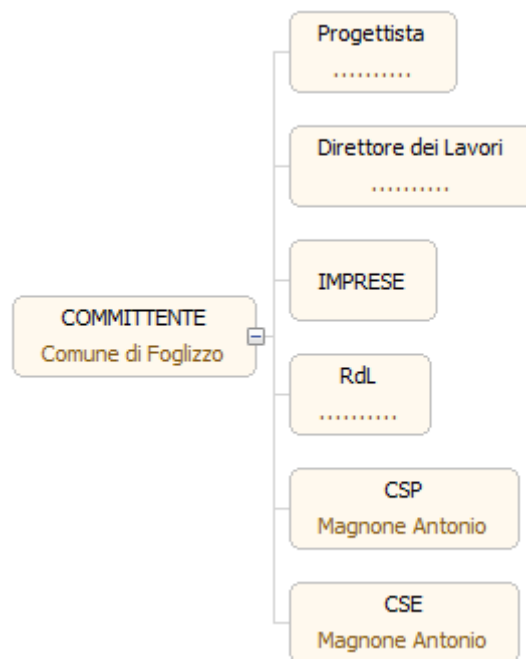 Progettista
..........
Direttore dei Lavori
..........
IMPRESE
COMMITTENTE
Comune di Foglizzo
RdL
..........
CSP
Magnone Antonio
CSE
Magnone Antonio